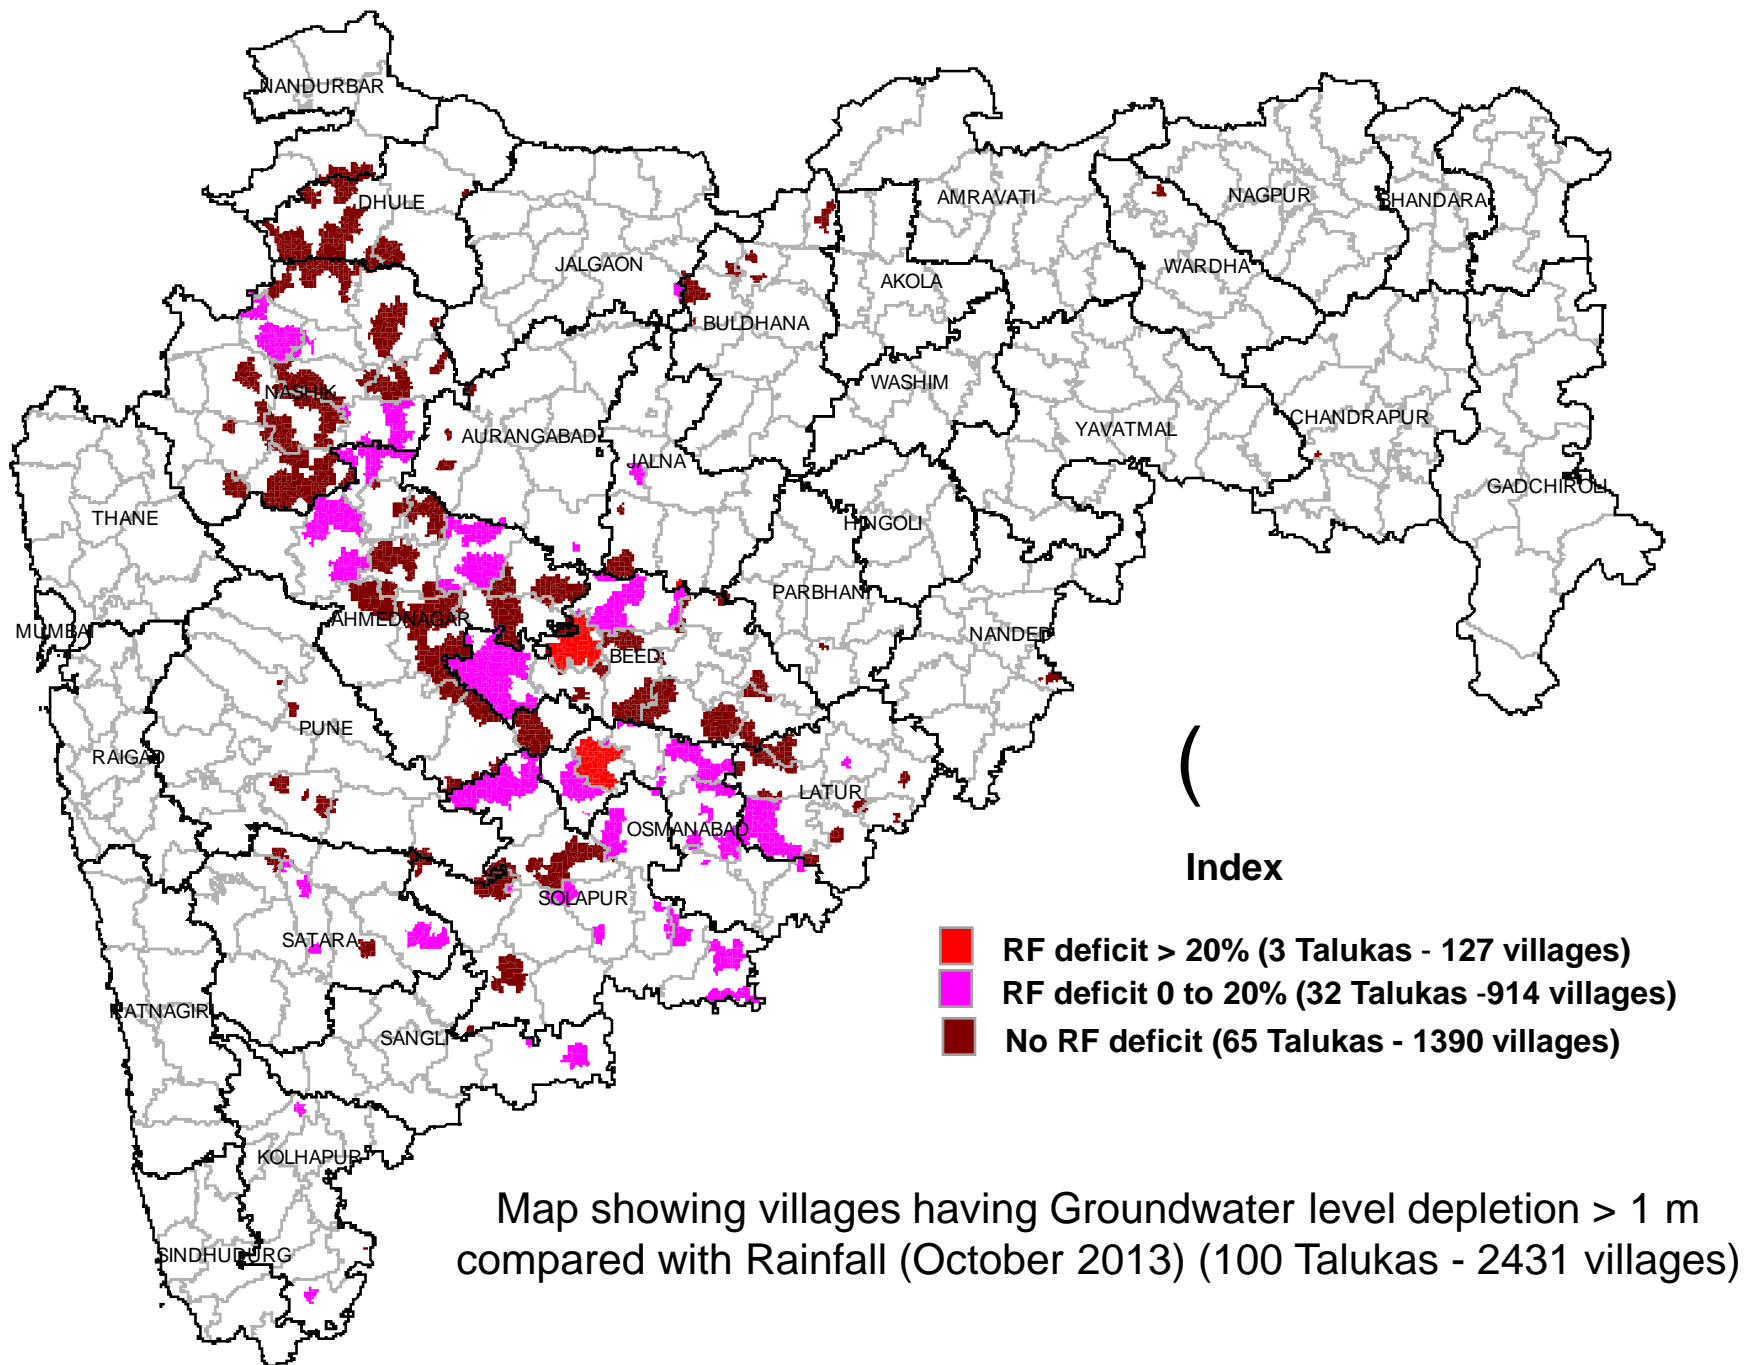 NANDURBAR
DHULE
AMRAVATI
NAGPUR
BHANDARA
JALGAON
WARDHA
AKOLA
BULDHANA
NASHIK
WASHIM
CHANDRAPUR
YAVATMAL
AURANGABAD
JALNA
GADCHIROLI
THANE
HINGOLI
PARBHANI
AHMEDNAGAR
MUMBAI
NANDED
BEED
PUNE
RAIGAD
LATUR
OSMANABAD
(
Index
SOLAPUR
SATARA
RF deficit > 20% (3 Talukas - 127 villages)
RF deficit 0 to 20% (32 Talukas -914 villages)
RATNAGIRI
SANGLI
No RF deficit (65 Talukas - 1390 villages)
KOLHAPUR
SINDHUDURG
Map showing villages having Groundwater level depletion > 1 m
compared with Rainfall (October 2013) (100 Talukas - 2431 villages)